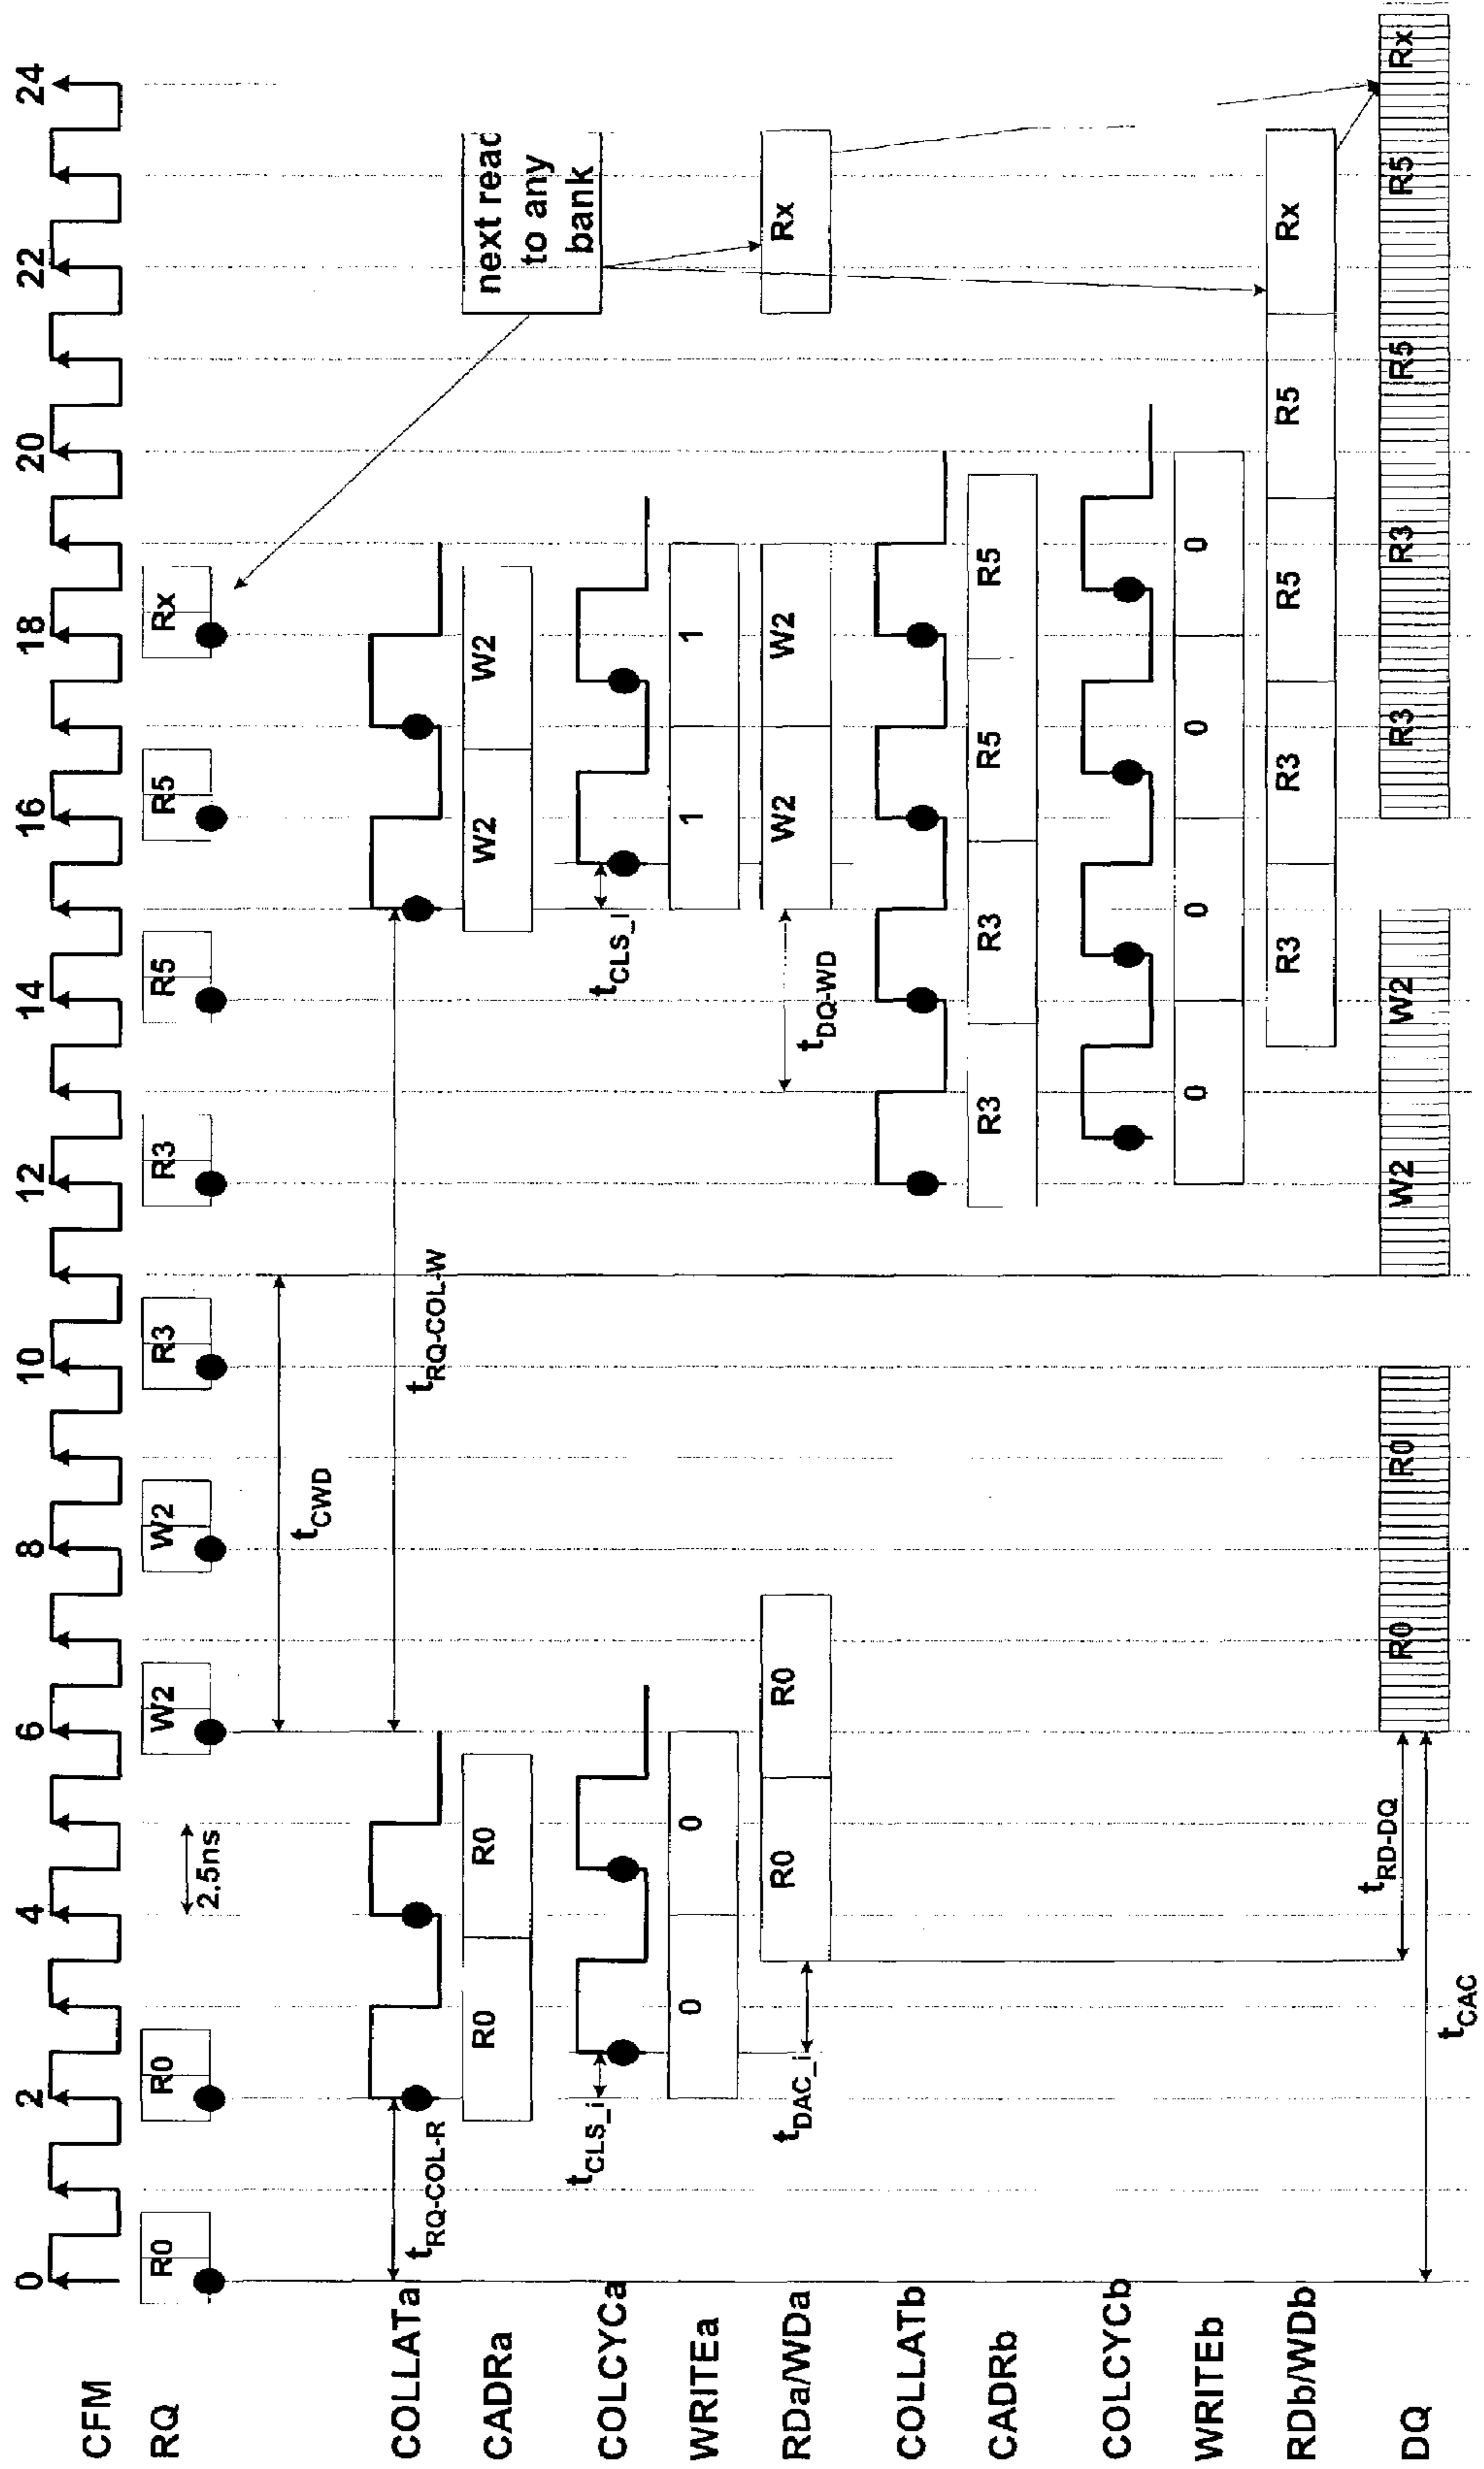 0 2 4 6 8 10 12 14 16 18 20 22 24
CFM
RQ R0 R0 W2 W2 R3 R3 R5 R5 Rx
2.5ns
tCWD
COLLATa
tRQ-COL-R
tRQ-COL-W
CADRa R0 R0 W2 W2
next read
to any
bank
COLCYCa
tCLS_i
tCLS_i
WRITEa 0 0 1 1
RDa/WDa R0 R0 W2 W2 Rx
tDAC_i
tDQ-WD
COLLATb
CADRb R3 R3 R5 R5
COLCYCb
WRITEb 0 0 0 0
RDb/WDb R3 R3 R5 R5 Rx
tRD-DQ
DQ R0 R0 W2 W2 R3 R3 R5 R5 Rx
tCAC